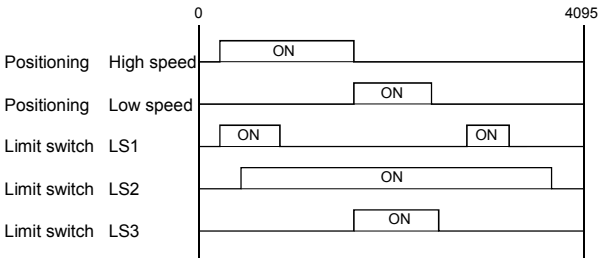 0 4095
ON
Positioning High speed
ON
Positioning Low speed
ON ON
Limit switch LS1
ON
Limit switch LS2
ON
Limit switch LS3